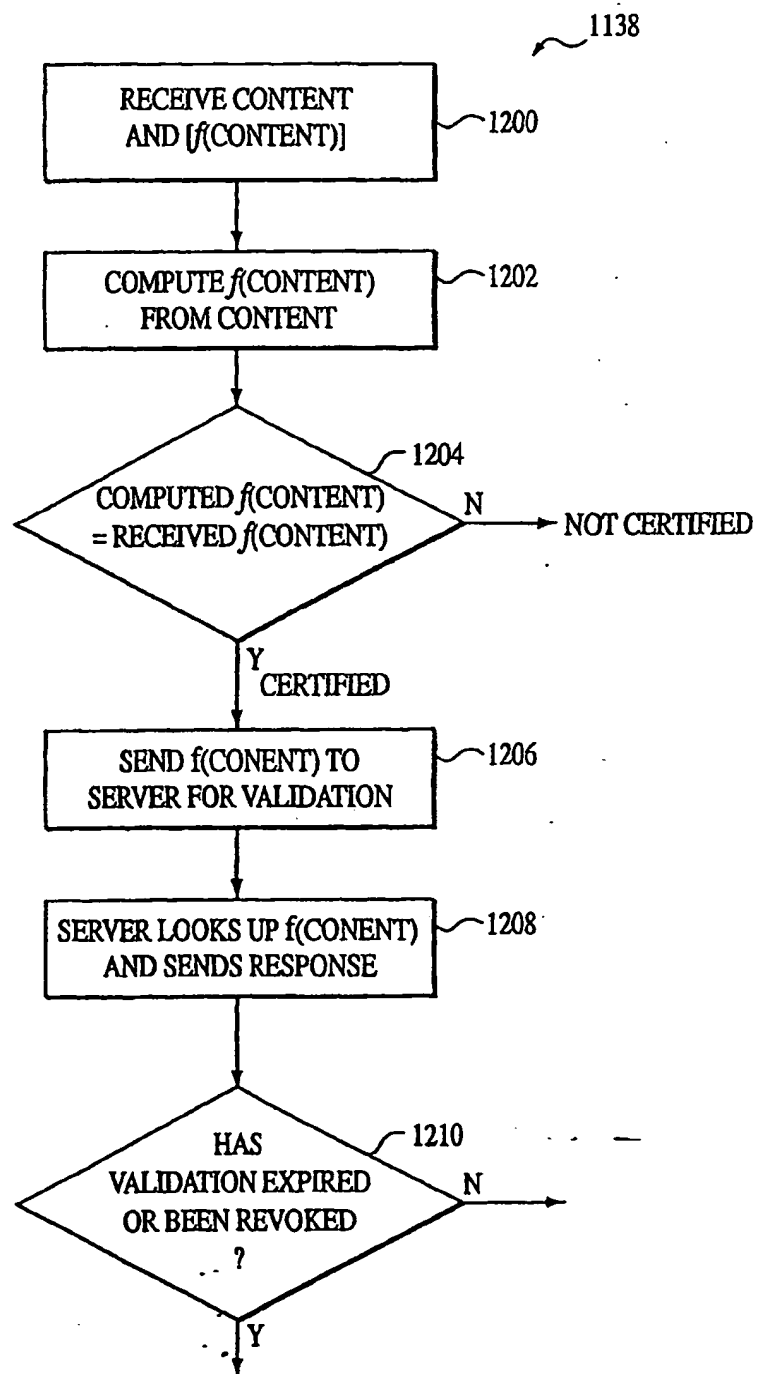 1138
RECEIVE CONTENT
AND [f(CONTENT)]
1200
COMPUTE f(CONTENT)
FROM CONTENT
1202
1204
COMPUTED f(CONTENT)
= RECEIVED f(CONTENT)
N
NOT CERTIFIED
Y
CERTIFIED
SEND f(CONENT) TO
SERVER FOR VALIDATION
1206
SERVER LOOKS UP f(CONENT)
AND SENDS RESPONSE
1208
1210
HAS
VALIDATION EXPIRED
OR BEEN REVOKED
?
N
Y